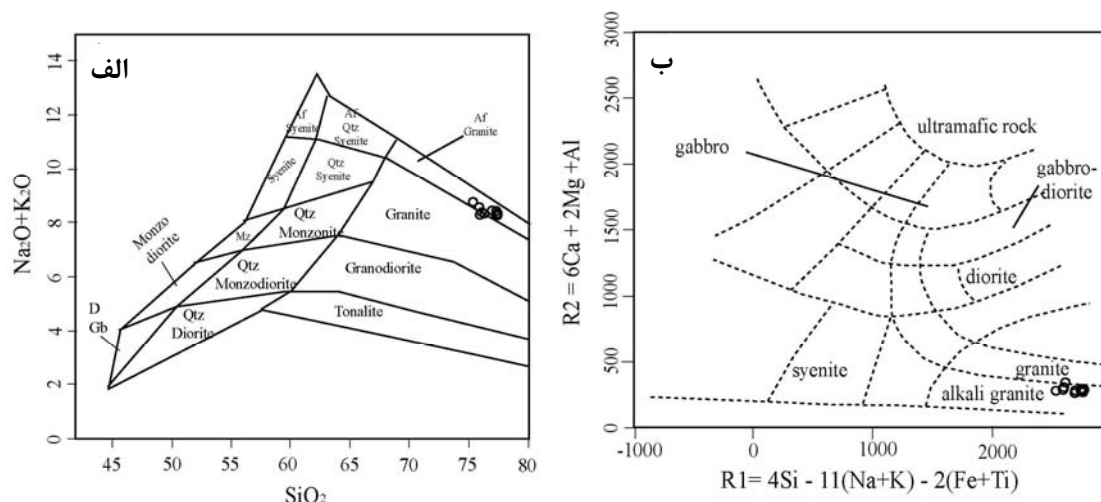 الف
Na₂O+K₂O
14
12
10
8
6
4
2
0
Af
Syenite
Af
Qtz
Syenite
Af
Granite
Syenite
Qtz
Syenite
Monzo
diorite
Mz
Qtz
Monzonite
Granite
Qtz
Monzodiorite
Granodiorite
D
Gb
Qtz
Diorite
Tonalite
45
50
55
60
65
70
75
80
SiO₂
ب
R2 = 6Ca + 2Mg +Al
3000
2500
2000
1500
1000
500
0
ultramafic rock
gabbro
gabbro-
diorite
diorite
syenite
granite
alkali granite
-1000
0
1000
2000
R1= 4Si - 11(Na+K) - 2(Fe+Ti)